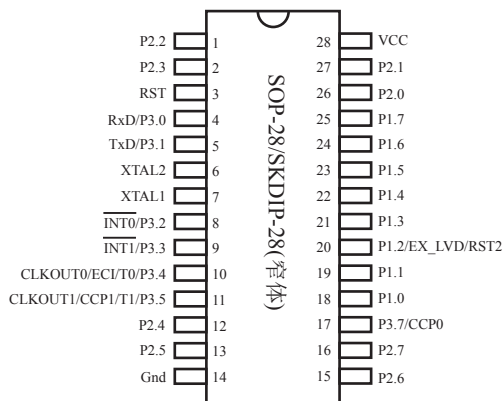 P2.2 1 28 VCC
P2.3 2 27 P2.1
RST 3 26 P2.0
RxD/P3.0 4 25 P1.7
TxD/P3.1 5 24 P1.6
XTAL2 6 23 P1.5
XTAL1 7 22 P1.4
INT0/P3.2 8 21 P1.3
INT1/P3.3 9 20 P1.2/EX_LVD/RST2
CLKOUT0/ECI/T0/P3.4 10 19 P1.1
CLKOUT1/CCP1/T1/P3.5 11 18 P1.0
P2.4 12 17 P3.7/CCP0
P2.5 13 16 P2.7
Gnd 14 15 P2.6
SOP-28/SKDIP-28(窄体)